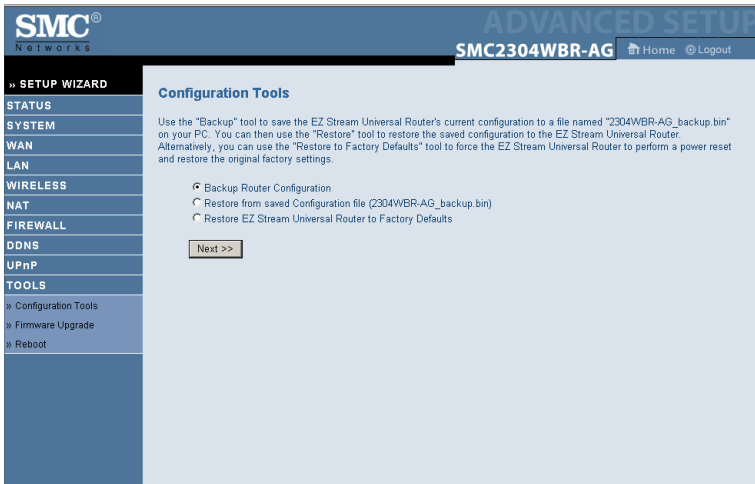 SMC®
Networks
ADVANCED SETUP
SMC2304WBR-AG
Home
Logout
» SETUP WIZARD
STATUS
SYSTEM
WAN
LAN
WIRELESS
NAT
FIREWALL
DDNS
UPnP
TOOLS
» Configuration Tools
» Firmware Upgrade
» Reboot
Configuration Tools
Use the "Backup" tool to save the EZ Stream Universal Router's current configuration to a file named "2304WBR-AG_backup.bin"
on your PC. You can then use the "Restore" tool to restore the saved configuration to the EZ Stream Universal Router.
Alternatively, you can use the "Restore to Factory Defaults" tool to force the EZ Stream Universal Router to perform a power reset
and restore the original factory settings.
Backup Router Configuration
Restore from saved Configuration file (2304WBR-AG_backup.bin)
Restore EZ Stream Universal Router to Factory Defaults
Next >>